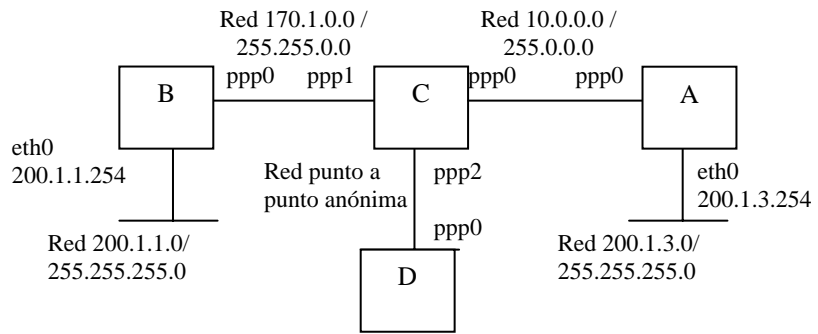 Red 170.1.0.0 /
255.255.0.0
Red 10.0.0.0 /
255.0.0.0
ppp0
ppp1
ppp0
ppp0
B
C
A
eth0
200.1.1.254
Red punto a
punto anónima
ppp2
eth0
200.1.3.254
ppp0
Red 200.1.1.0/
255.255.255.0
Red 200.1.3.0/
255.255.255.0
D